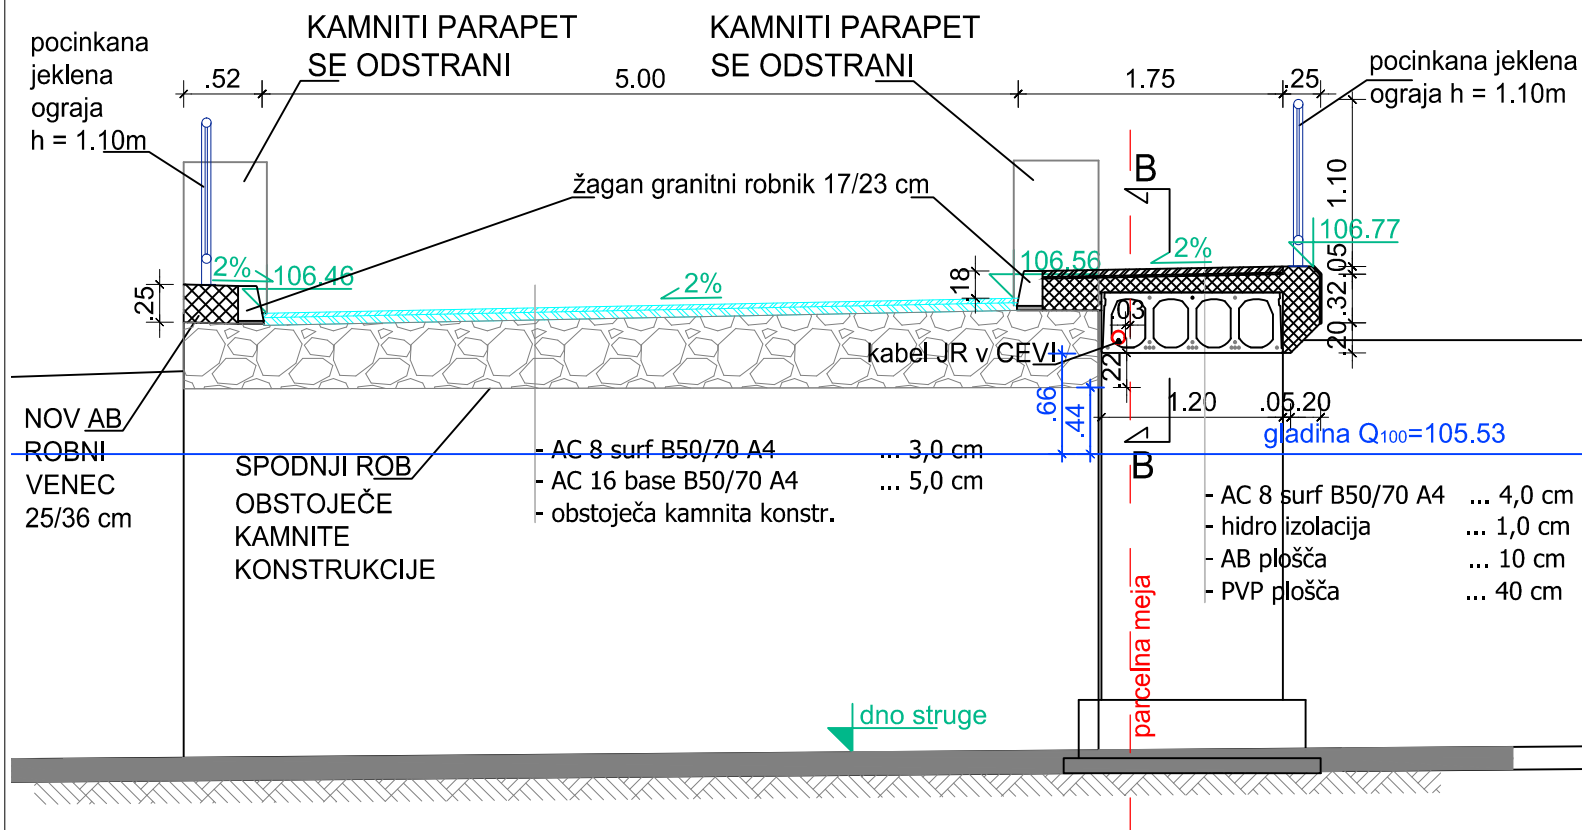 pocinkana
jeklena
ograja
h = 1.10m
KAMNITI PARAPET
SE ODSTRANI
KAMNITI PARAPET
SE ODSTRANI
pocinkana jeklena
ograja h = 1.10m
.52
5.00
1.75
.25
žagan granitni robnik 17/23 cm
B
1.10
106.77
2%
106.46
2%
106.56
2%
.05
.25
.18
.32
.03
.20
kabel JR v CEVI
.22
.66
.44
1.20
.05
.20
gladina Q100=105.53
NOV AB
ROBNI
VENEC
25/36 cm
SPODNJI ROB
OBSTOJEČE
KAMNITE
KONSTRUKCIJE
- AC 8 surf B50/70 A4 ... 3,0 cm
- AC 16 base B50/70 A4 ... 5,0 cm
- obstoječa kamnita konstr.
B
- AC 8 surf B50/70 A4 ... 4,0 cm
- hidro izolacija ... 1,0 cm
- AB plošča ... 10 cm
- PVP plošča ... 40 cm
parcelna meja
dno struge